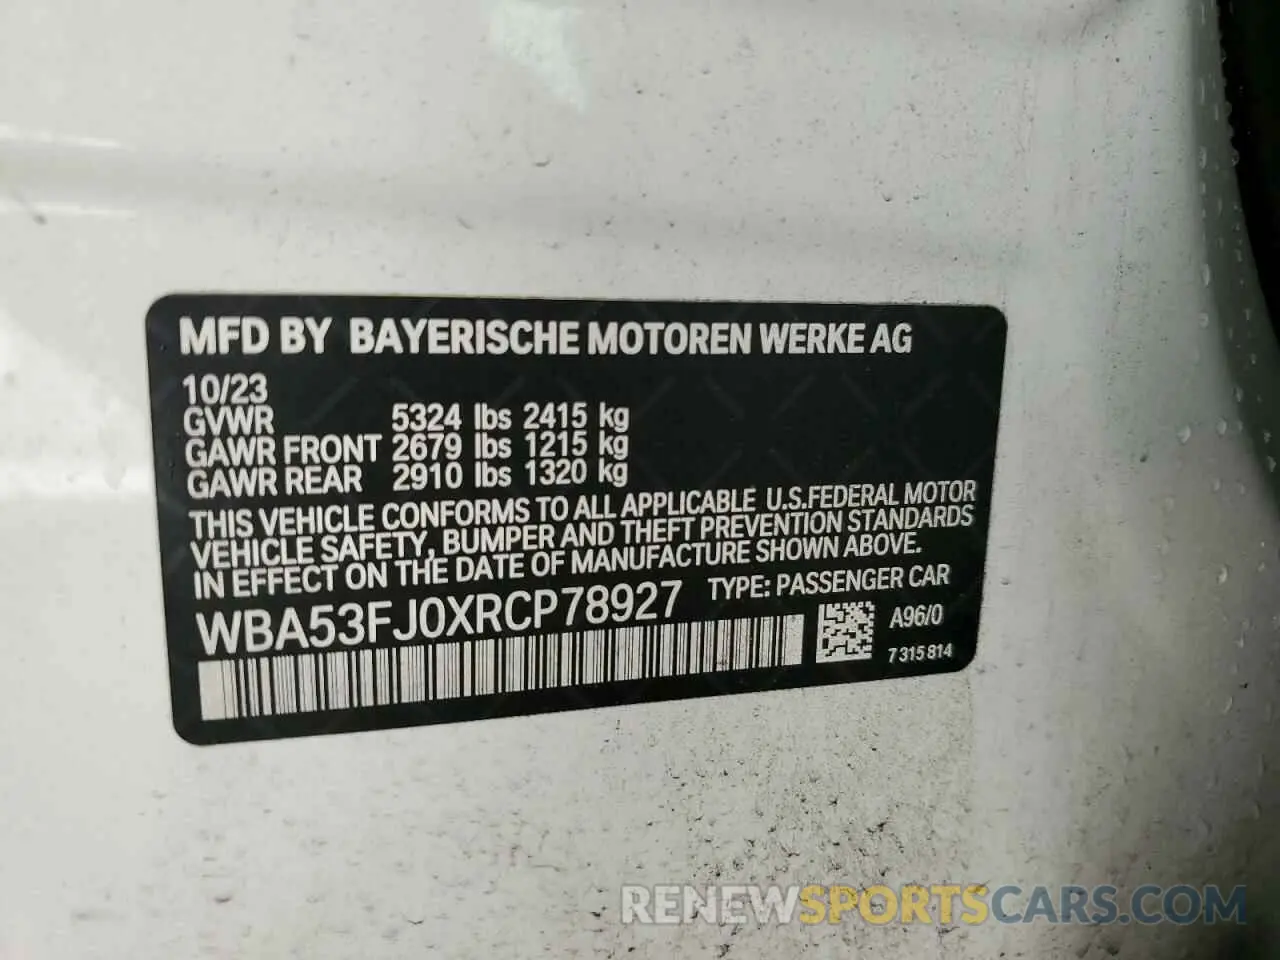 MFD BY BAYERISCHE MOTOREN WERKE AG
10/23
GVWR 5324 lbs 2415 kg
GAWR FRONT 2679 lbs 1215 kg
GAWR REAR 2910 lbs 1320 kg
THIS VEHICLE CONFORMS TO ALL APPLICABLE U.S.FEDERAL MOTOR
VEHICLE SAFETY, BUMPER AND THEFT PREVENTION STANDARDS
IN EFFECT ON THE DATE OF MANUFACTURE SHOWN ABOVE.
WBA53FJ0XRCP78927 TYPE: PASSENGER CAR
A96/0
7315814
RENEWSPORTSCARS.COM